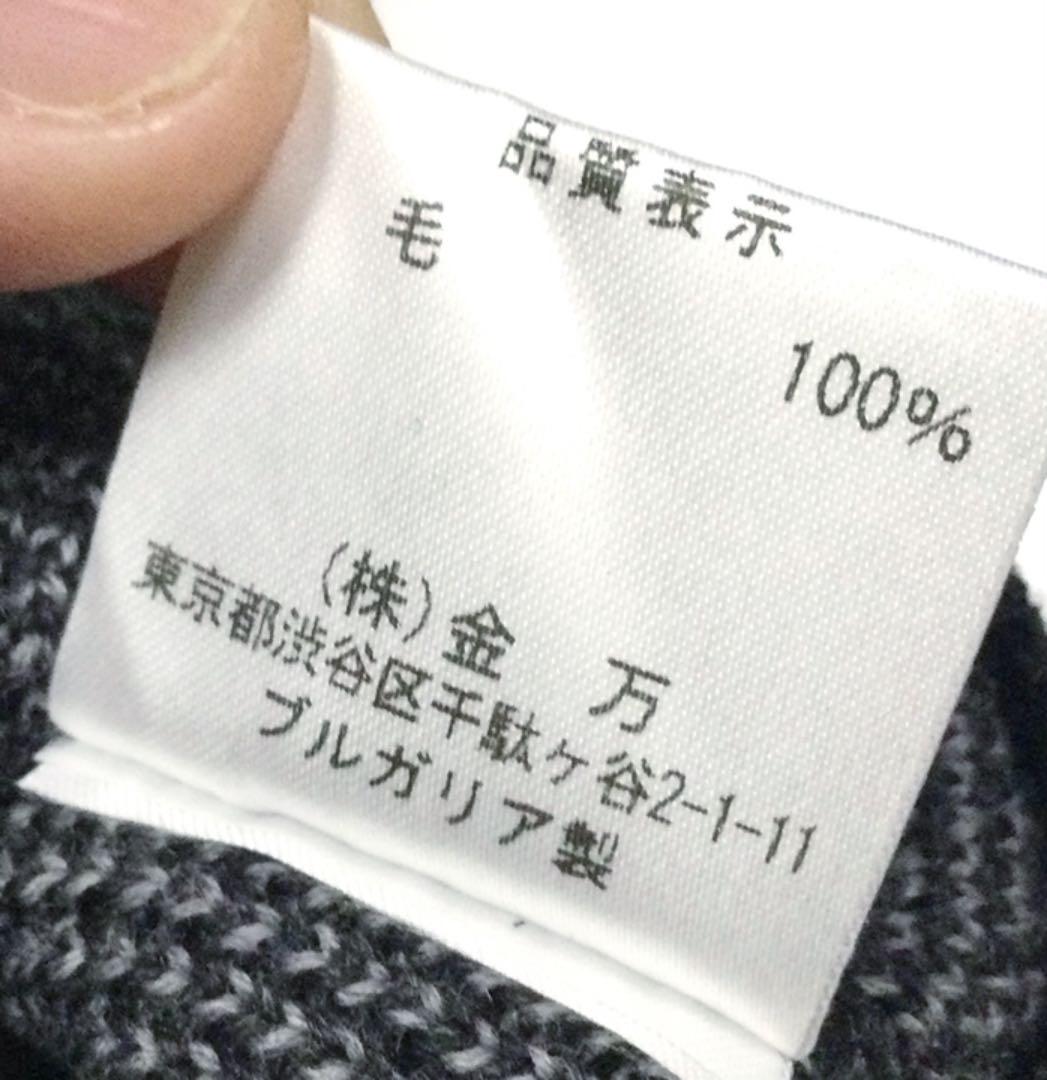 品質表示
毛
100%
(株)金 万
東京都渋谷区千駄ヶ谷2-1-11
ブルガリア製